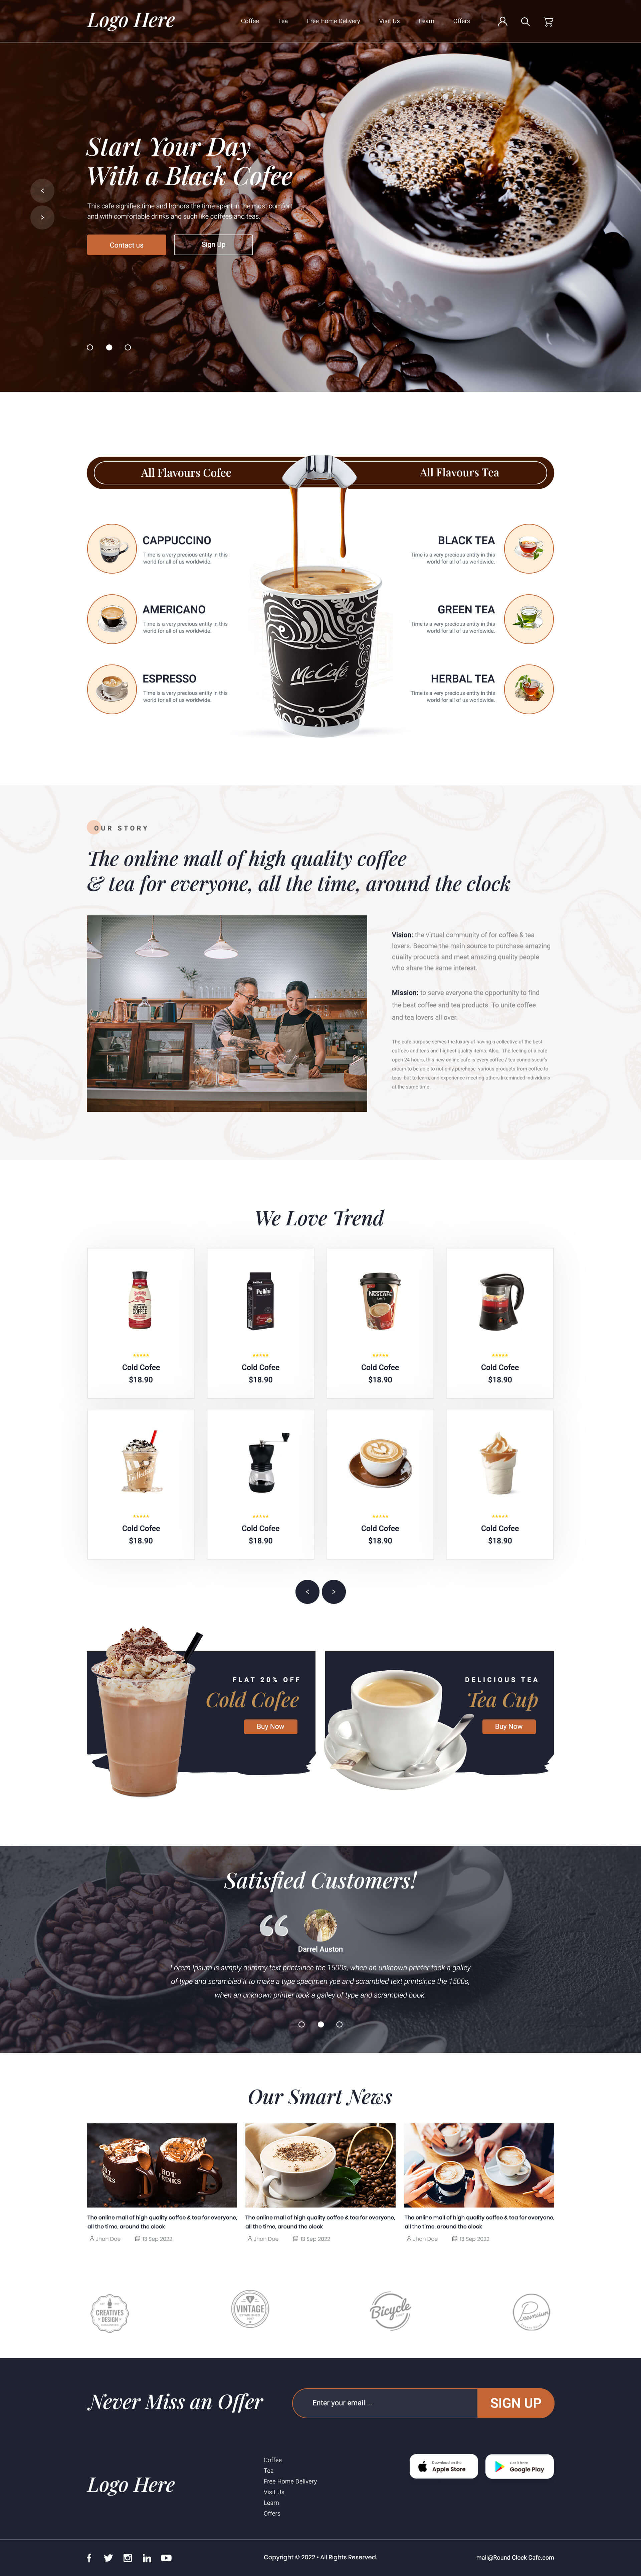 Logo Here
Coffee Tea Free Home Delivery Visit Us Learn Offers
Start Your Day
With a Black Cofee
This cafe signifies time and honors the time spent in the most comfort
and with comfortable drinks and such like coffees and teas.
Contact us
Sign Up
All Flavours Cofee
All Flavours Tea
CAPPUCCINO
Time is a very precious entity in this
world for all of us worldwide.
BLACK TEA
Time is a very precious entity in this
world for all of us worldwide.
AMERICANO
Time is a very precious entity in this
world for all of us worldwide.
GREEN TEA
Time is a very precious entity in this
world for all of us worldwide.
ESPRESSO
Time is a very precious entity in this
world for all of us worldwide.
HERBAL TEA
Time is a very precious entity in this
world for all of us worldwide.
McCafé
OUR STORY
The online mall of high quality coffee
& tea for everyone, all the time, around the clock
Vision: the virtual community of for coffee & tea
lovers. Become the main source to purchase amazing
quality products and meet amazing quality people
who share the same interest.
Mission: to serve everyone the opportunity to find
the best coffee and tea products. To unite coffee
and tea lovers all over.
The cafe purpose serves the luxury of having a collective of the best
coffees and teas and highest quality items. Also, The feeling of a cafe
open 24 hours, this new online cafe is every coffee / tea connoisseur's
dream to be able to not only purchase various products from coffee to
teas, but to learn, and experience meeting others likeminded individuals
at the same time.
We Love Trend
COFFEE
Pellini
NESCAFÉ
Cold Cofee
$18.90
Cold Cofee
$18.90
Cold Cofee
$18.90
Cold Cofee
$18.90
Cold Cofee
$18.90
Cold Cofee
$18.90
Cold Cofee
$18.90
Cold Cofee
$18.90
FLAT 20% OFF
Cold Cofee
Buy Now
DELICIOUS TEA
Tea Cup
Buy Now
Satisfied Customers!
Darrel Auston
Lorem Ipsum is simply dummy text printsince the 1500s, when an unknown printer took a galley
of type and scrambled it to make a type specimen ype and scrambled text printsince the 1500s,
when an unknown printer took a galley of type and scrambled book.
Our Smart News
HOT
DRINKS
HOT
DRINKS
The online mall of high quality coffee & tea for everyone,
all the time, around the clock
Jhon Doe 13 Sep 2022
The online mall of high quality coffee & tea for everyone,
all the time, around the clock
Jhon Doe 13 Sep 2022
The online mall of high quality coffee & tea for everyone,
all the time, around the clock
Jhon Doe 13 Sep 2022
CREATIVES
DESIGN
VINTAGE
Bicycle
Premium
Never Miss an Offer
Enter your email ...
SIGN UP
Logo Here
Coffee
Tea
Free Home Delivery
Visit Us
Learn
Offers
Download on the
Apple Store
Get it from
Google Play
Copyright © 2022 • All Rights Reserved.
mail@Round Clock Cafe.com